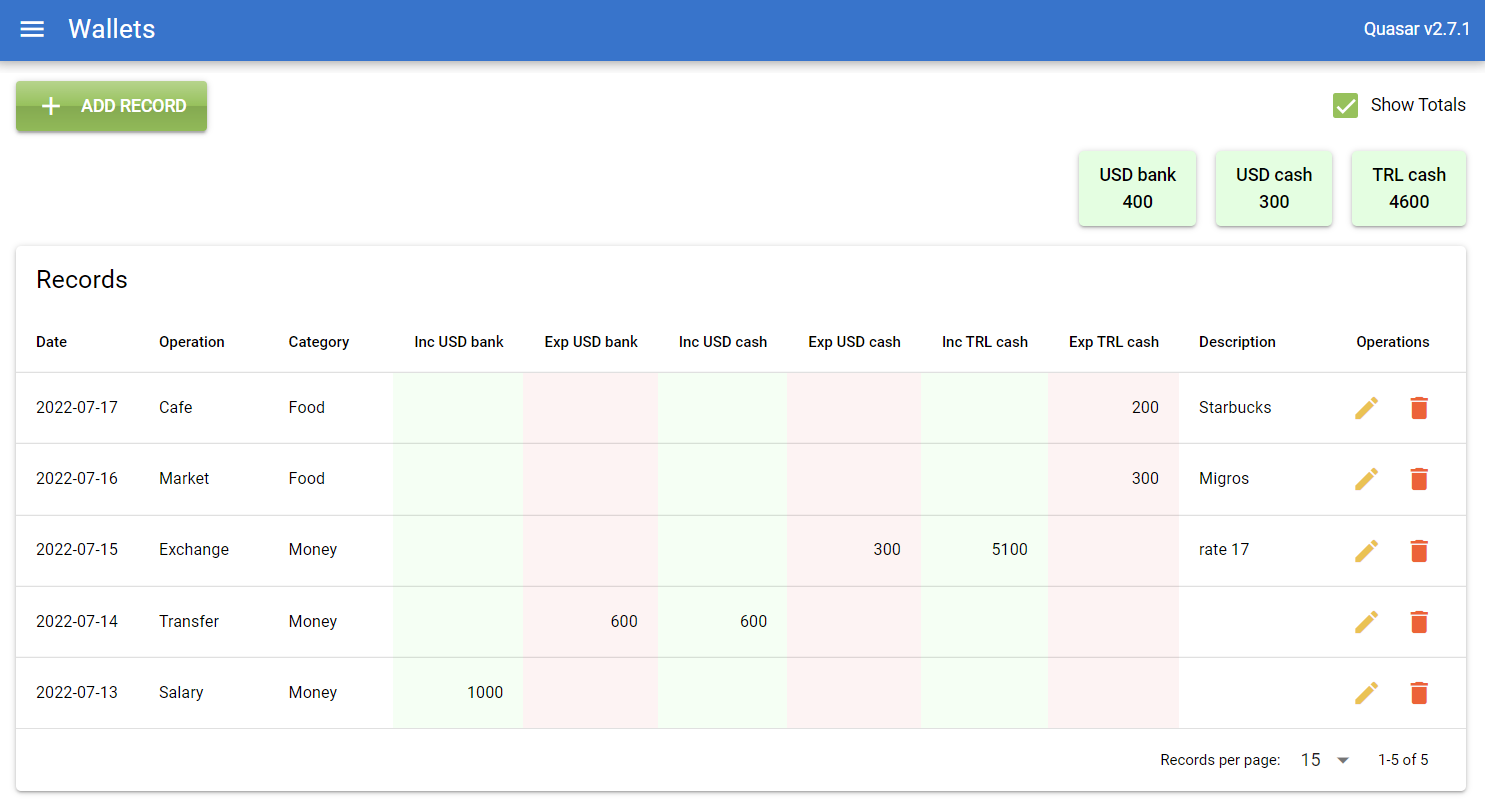 Wallets Quasar v2.7.1
ADD RECORD Show Totals
USD bank USD cash TRL cash
400 300 4600
Records
Date Operation Category Inc USD bank Exp USD bank Inc USD cash Exp USD cash Inc TRL cash Exp TRL cash Description Operations
2022-07-17 Cafe Food 200 Starbucks
2022-07-16 Market Food 300 Migros
2022-07-15 Exchange Money 300 5100 rate 17
2022-07-14 Transfer Money 600 600
2022-07-13 Salary Money 1000
Records per page: 15 1-5 of 5